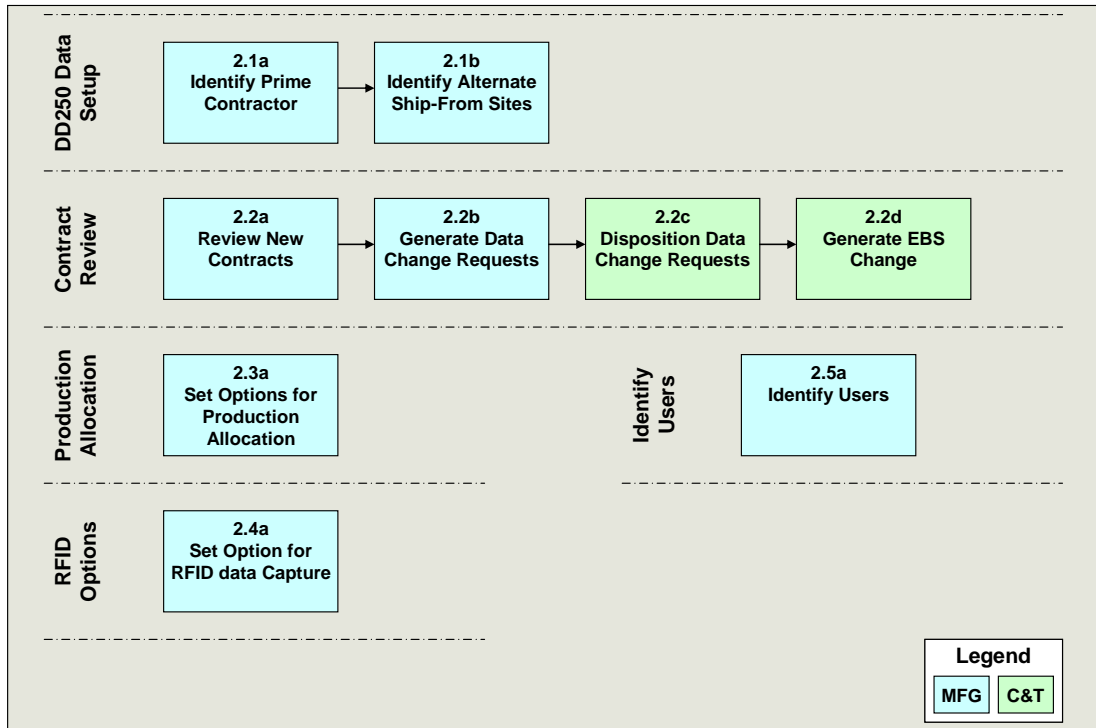 DD250 Data
Setup
2.1a
Identify Prime
Contractor
2.1b
Identify Alternate
Ship-From Sites
Contract
Review
2.2a
Review New
Contracts
2.2b
Generate Data
Change Requests
2.2c
Disposition Data
Change Requests
2.2d
Generate EBS
Change
Production
Allocation
2.3a
Set Options for
Production
Allocation
Identify
Users
2.5a
Identify Users
RFID
Options
2.4a
Set Option for
RFID data Capture
Legend
MFG
C&T